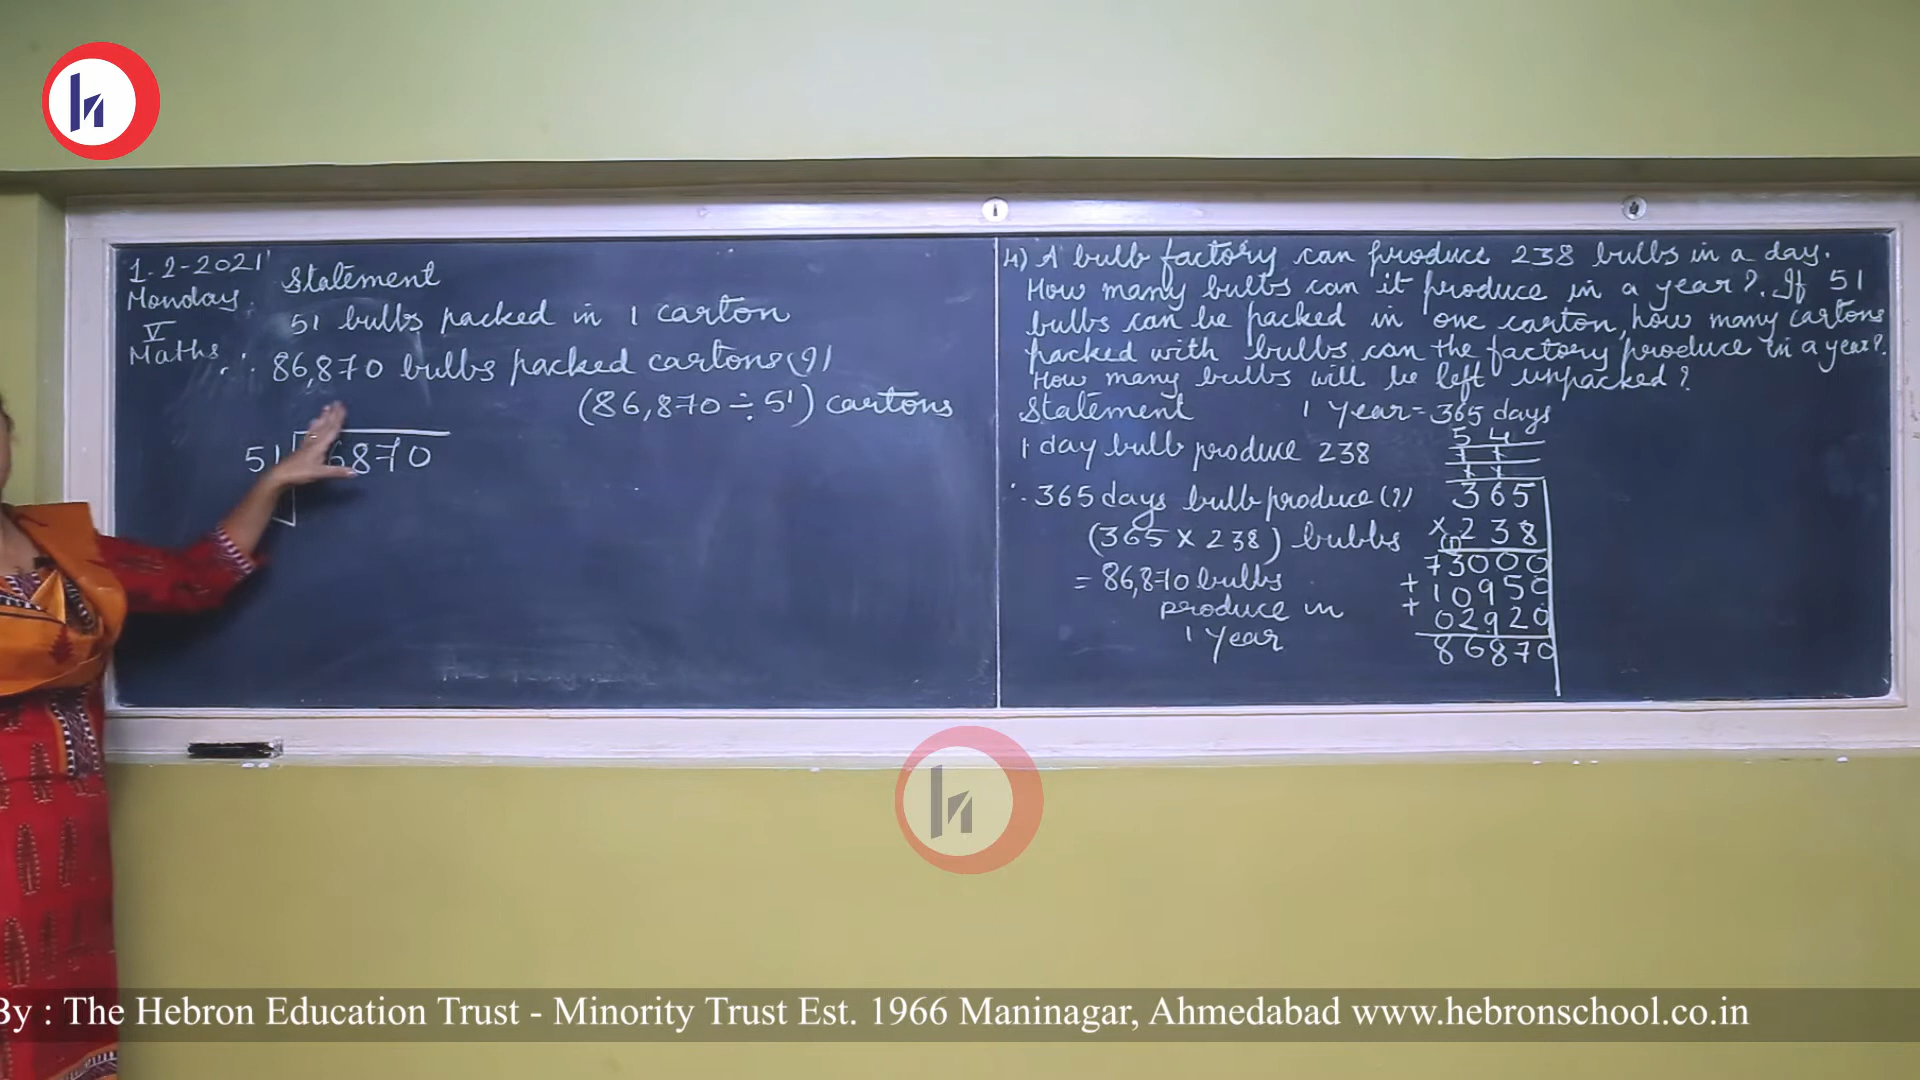 1-2-2021
Monday
V
Maths
Statement
51 bulbs packed in 1 carton
∴ 86,870 bulbs packed cartons (?)
(86,870 ÷ 51) cartons
51 6870
4) A bulb factory can produce 238 bulbs in a day.
How many bulbs can it produce in a year?. If 51
bulbs can be packed in one carton, how many cartons
packed with bulbs can the factory produce in a year?.
How many bulbs will be left unpacked?
Statement 1 Year = 365 days
1 day bulb produce 238
∴ 365 days bulb produce (?)
(365 × 238) bulbs
= 86,870 bulbs
produce in
1 Year
5 4
365
×238
(1)
73000
+10950
+02920
86870
By : The Hebron Education Trust - Minority Trust Est. 1966 Maninagar, Ahmedabad www.hebronschool.co.in